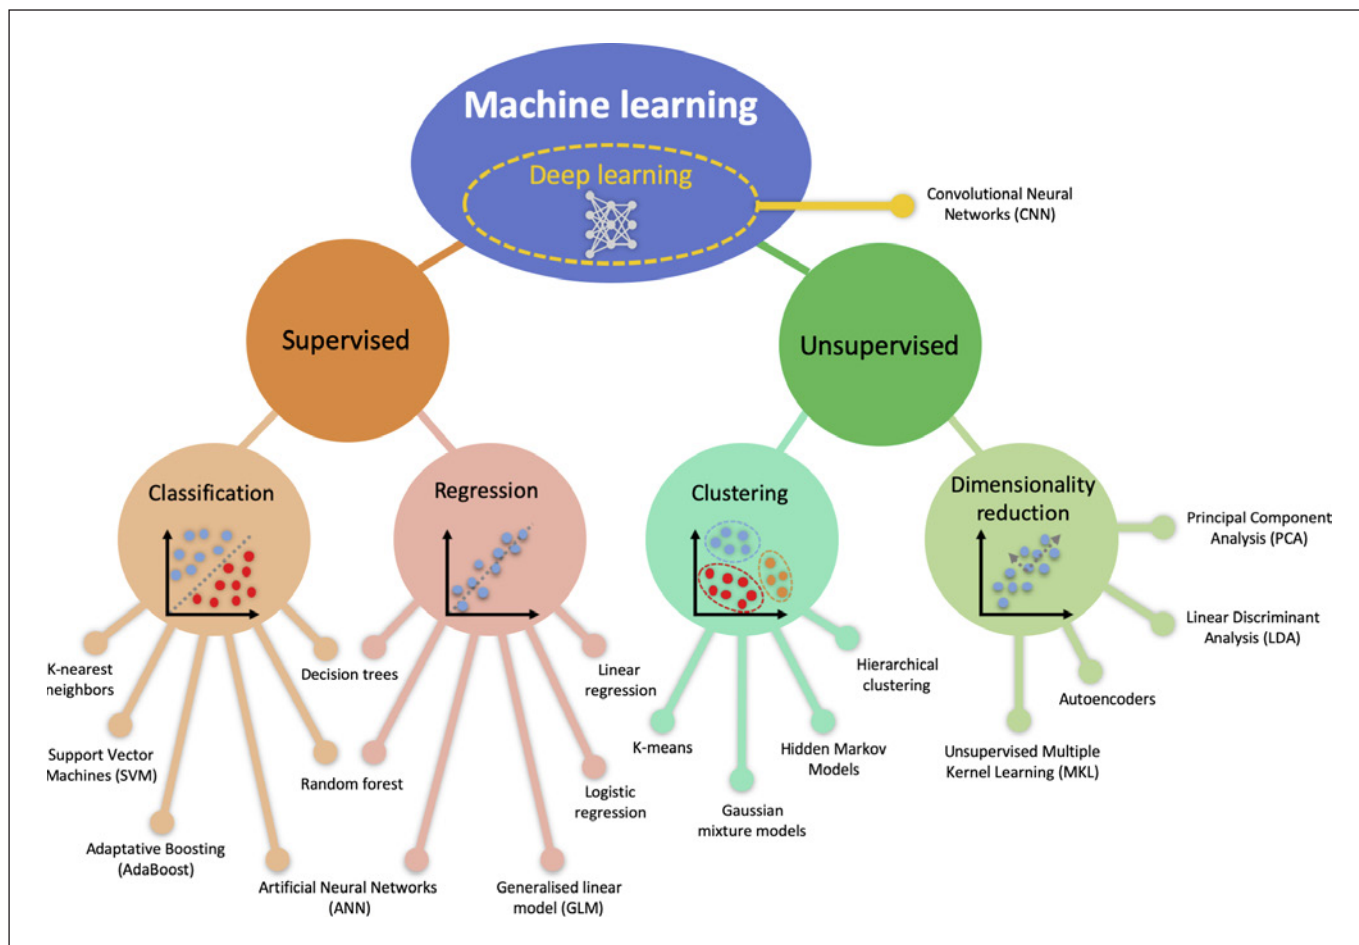 Machine learning
Deep learning
Convolutional Neural
Networks (CNN)
Supervised
Unsupervised
Classification
Regression
Clustering
Dimensionality
reduction
Principal Component
Analysis (PCA)
Linear Discriminant
Analysis (LDA)
Autoencoders
Unsupervised Multiple
Kernel Learning (MKL)
K-nearest
neighbors
Support Vector
Machines (SVM)
Adaptative Boosting
(AdaBoost)
Artificial Neural Networks
(ANN)
Decision trees
Random forest
Linear
regression
Logistic
regression
Generalised linear
model (GLM)
K-means
Gaussian
mixture models
Hidden Markov
Models
Hierarchical
clustering